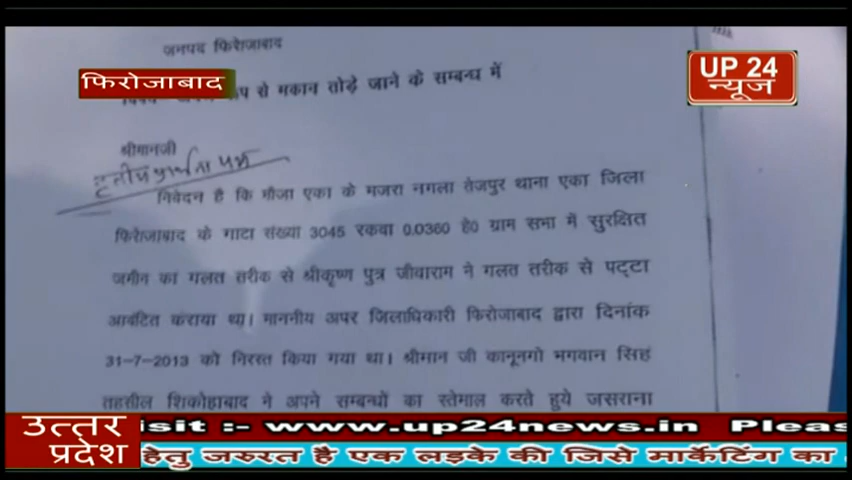 जनपद फिरोजाबाद
फिरोजाबाद
से मकान तोड़े जाने के सम्बन्ध में
UP 24
न्यूज
श्रीमानजी
निवेदन है कि मौजा एका के मजरा नगला तेजपुर थाना एका जिला
फिरोजाबाद के गाटा संख्या 3045 रकवा 0.0360 है0 ग्राम सभा में सुरक्षित
जमीन का गलत तरीक से श्रीकृष्ण पुत्र जीवाराम ने गलत तरीक से पट्टा
आवंटित कराया था। माननीय अपर जिलाधिकारी फिरोजाबाद द्वारा दिनांक
31-7-2013 को निरस्त किया गया था। श्रीमान जी कानूनगो भगवान सिंह
तहसील शिकोहाबाद ने अपने सम्बन्धों का स्तेमाल करते हुये जसराना
उत्तर
प्रदेश
isit :- www.up24news.in Pleas
हेतु जरुरत है एक लड़के की जिसे मार्केटिंग का